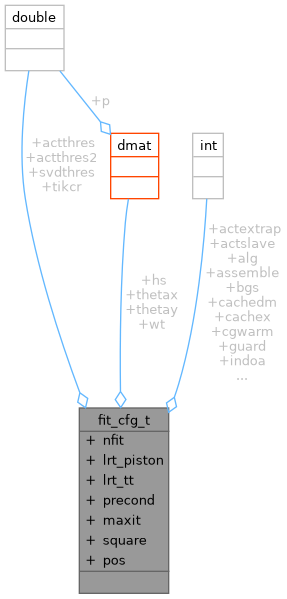 double
+p
+actthres
+actthres2
+svdthres
+tikcr
dmat
int
+hs
+thetax
+thetay
+wt
+actextrap
+actslave
+alg
+assemble
+bgs
+cachedm
+cachex
+cgwarm
+guard
+indoa
...
fit_cfg_t
+ nfit
+ lrt_piston
+ lrt_tt
+ precond
+ maxit
+ square
+ pos